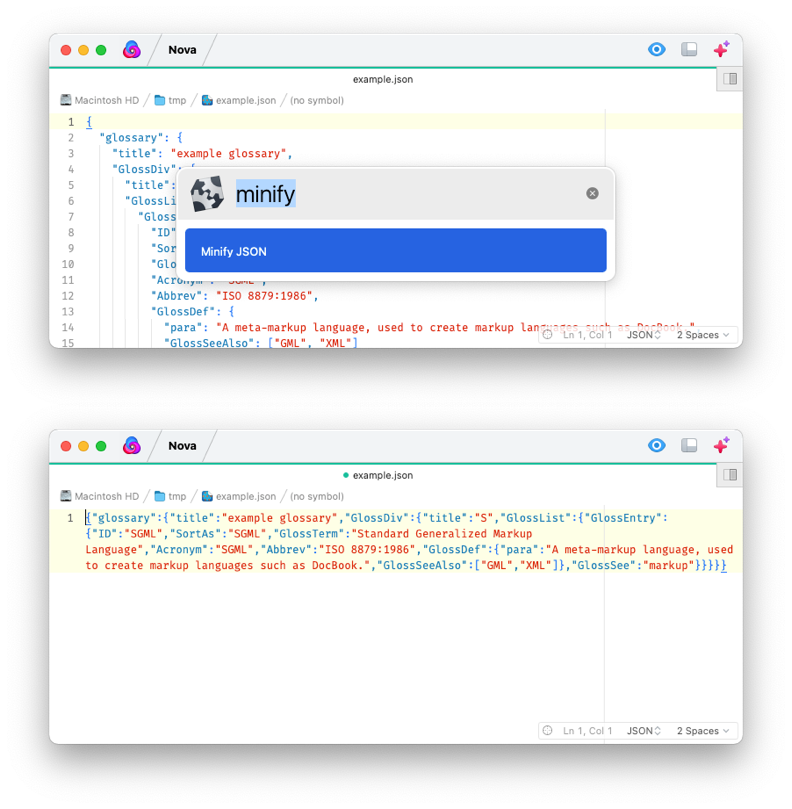 Nova
example.json
Macintosh HD / tmp / example.json / (no symbol)
1 {
2 "glossary": {
3 "title": "example glossary",
4 "GlossDiv": {
5 "title":
6 "GlossLi
7 "Gloss
8 "ID"
9 "Sor
10 "Glo
11 "Acronym": "SGML",
12 "Abbrev": "ISO 8879:1986",
13 "GlossDef": {
14 "para": "A meta-markup language, used to create markup languages such as DocBook.",
15 "GlossSeeAlso": ["GML", "XML"]
minify
Minify JSON
Ln 1, Col 1 JSON 2 Spaces
Nova
example.json
Macintosh HD / tmp / example.json / (no symbol)
1 {"glossary":{"title":"example glossary","GlossDiv":{"title":"S","GlossList":{"GlossEntry":
{"ID":"SGML","SortAs":"SGML","GlossTerm":"Standard Generalized Markup
Language","Acronym":"SGML","Abbrev":"ISO 8879:1986","GlossDef":{"para":"A meta-markup language, used
to create markup languages such as DocBook.","GlossSeeAlso":["GML","XML"]},"GlossSee":"markup"}}}}}
Ln 1, Col 1 JSON 2 Spaces